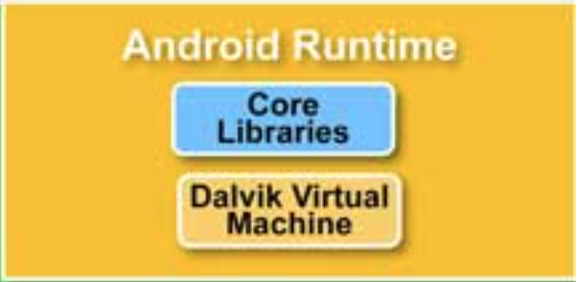 Android Runtime
Core
Libraries
Dalvik Virtual
Machine